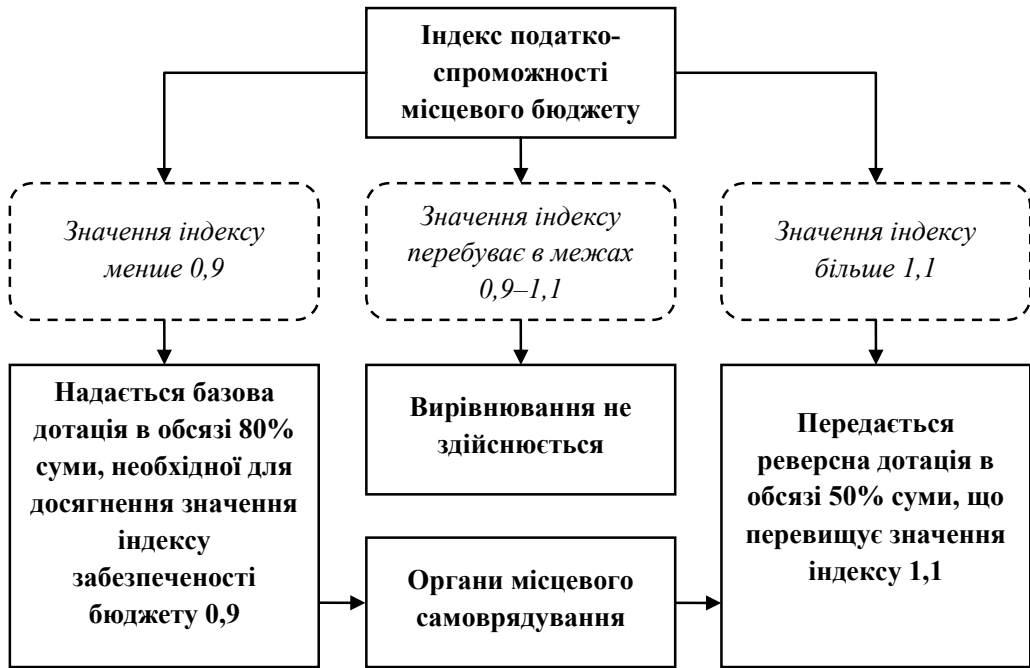 Індекс податко-
спроможності
місцевого бюджету
Значення індексу
менше 0,9
Значення індексу
перебуває в межах
0,9–1,1
Значення індексу
більше 1,1
Надається базова
дотація в обсязі 80%
суми, необхідної для
досягнення значення
індексу
забезпеченості
бюджету 0,9
Вирівнювання не
здійснюється
Органи місцевого
самоврядування
Передається
реверсна дотація в
обсязі 50% суми, що
перевищує значення
індексу 1,1